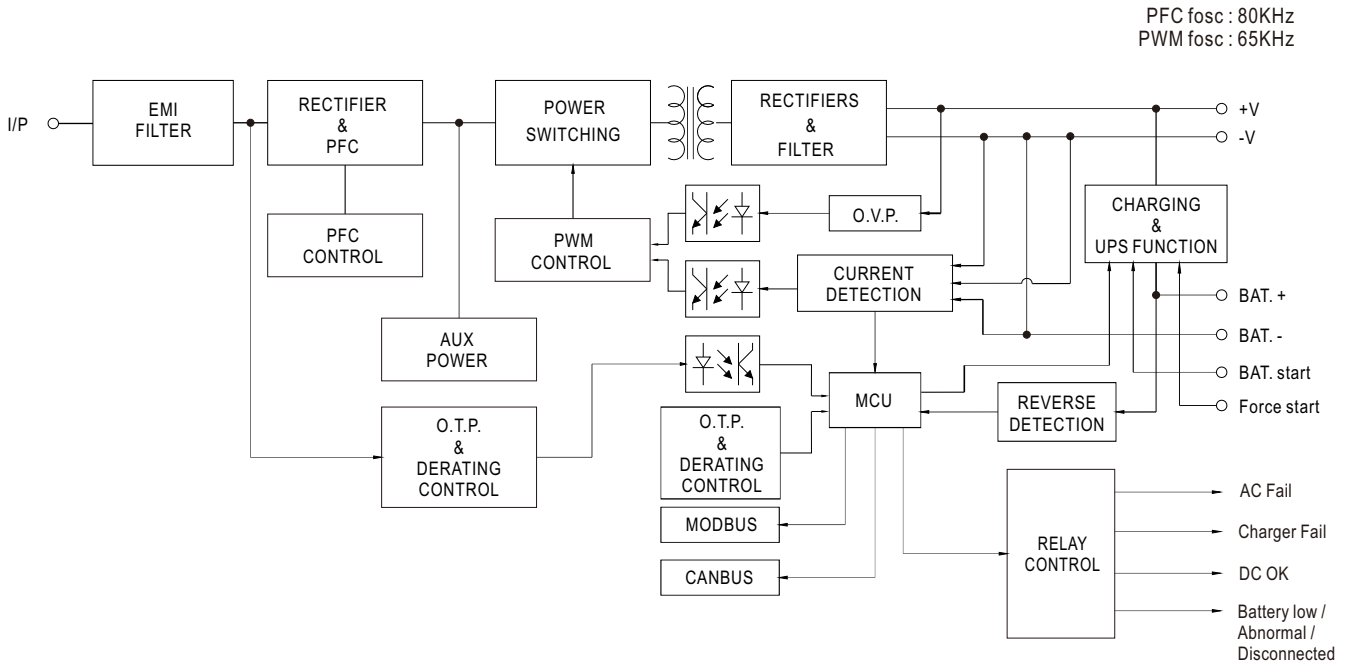 PFC fosc : 80KHz
PWM fosc : 65KHz
I/P
EMI
FILTER
RECTIFIER
&
PFC
POWER
SWITCHING
RECTIFIERS
&
FILTER
+V
-V
PFC
CONTROL
PWM
CONTROL
O.V.P.
CHARGING
&
UPS FUNCTION
CURRENT
DETECTION
BAT. +
BAT. -
AUX
POWER
BAT. start
MCU
REVERSE
DETECTION
Force start
O.T.P.
&
DERATING
CONTROL
O.T.P.
&
DERATING
CONTROL
MODBUS
CANBUS
RELAY
CONTROL
AC Fail
Charger Fail
DC OK
Battery low /
Abnormal /
Disconnected